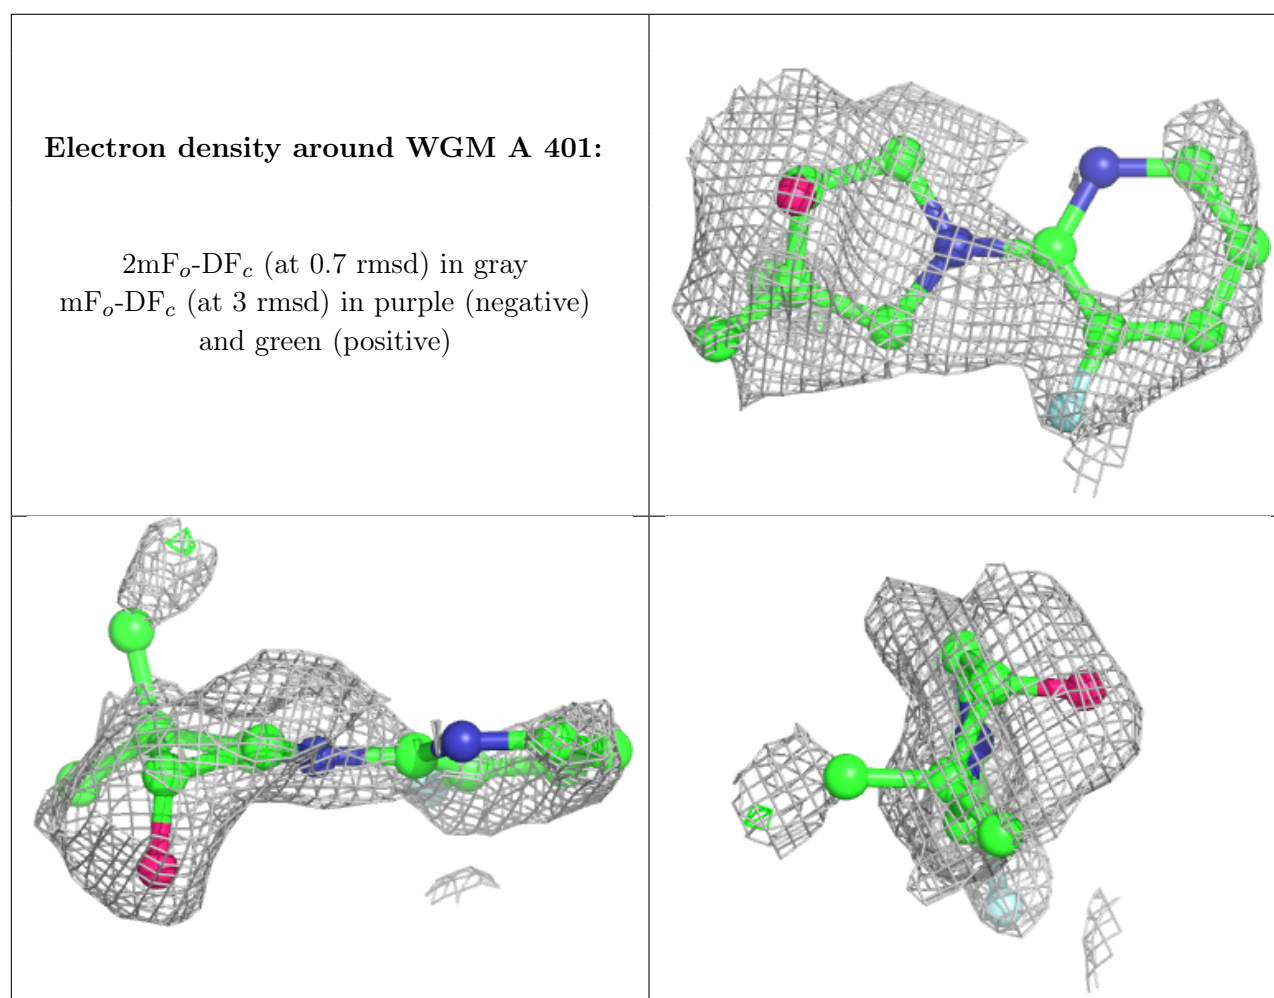 Electron density around WGM A 401:
2mFo-DFc (at 0.7 rmsd) in gray
mFo-DFc (at 3 rmsd) in purple (negative)
and green (positive)